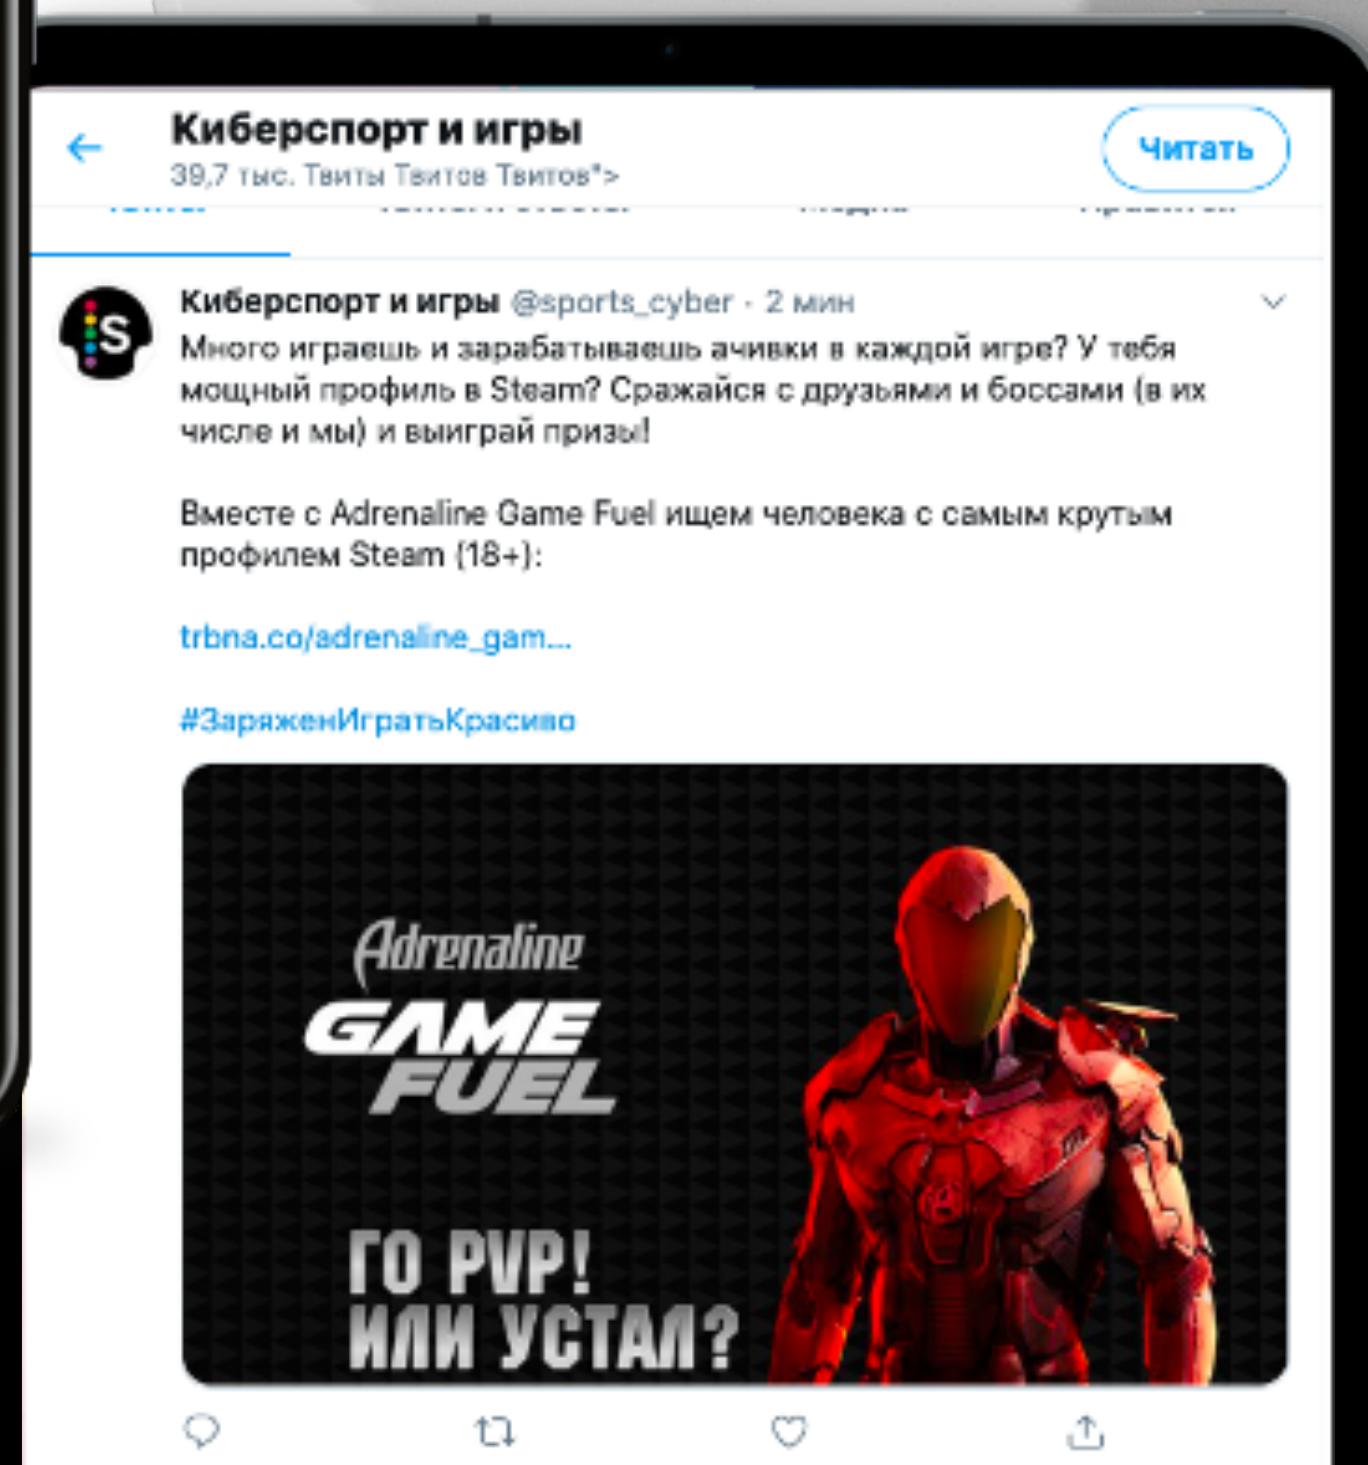 Киберспорт и игры
39,7 тыс. Твиты Твитов Твитов*>
Читать
Киберспорт и игры @sports_cyber · 2 мин
Много играешь и зарабатываешь ачивки в каждой игре? У тебя
мощный профиль в Steam? Сражайся с друзьями и боссами (в их
числе и мы) и выиграй призы!
Вместе с Adrenaline Game Fuel ищем человека с самым крутым
профилем Steam (18+):
trbna.co/adrenaline_gam...
#ЗаряженИгратьКрасиво
S
Adrenaline
GAME
FUEL
ГО PVP!
ИЛИ УСТАЛ?